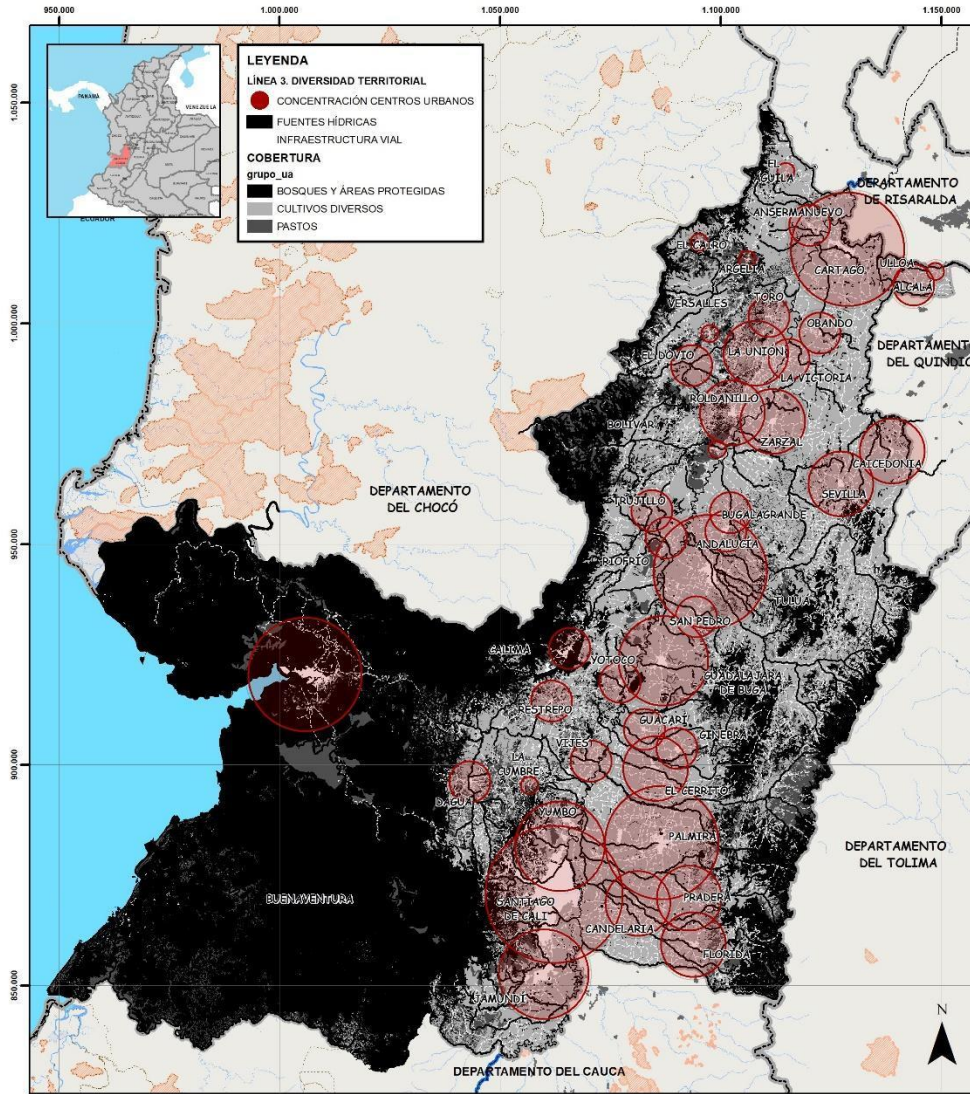 950.000
1.000.000
1.050.000
1.100.000
1.150.000
1.050.000
1.000.000
950.000
900.000
850.000
PANAMÁ
VENEZUELA
ECUADOR
LEYENDA
LÍNEA 3. DIVERSIDAD TERRITORIAL
CONCENTRACIÓN CENTROS URBANOS
FUENTES HÍDRICAS
INFRAESTRUCTURA VIAL
COBERTURA
grupo_ua
BOSQUES Y ÁREAS PROTEGIDAS
CULTIVOS DIVERSOS
PASTOS
EL
ÁGUILA
DEPARTAMENTO
DE RISARALDA
ANSERMANUEVO
EL CAIRO
ARGELIA
CARTAGO
ULLOA
ALCALÁ
VERSALLES
TORO
OBANDO
DEPARTAMENTO
DEL QUINDIO
EL DOVIO
LA UNIÓN
LA VICTORIA
ROLDANILLO
BOLIVAR
ZARZAL
CAICEDONIA
SEVILLA
DEPARTAMENTO
DEL CHOCÓ
TRUJILLO
BUGALAGRANDE
ANDALUCÍA
RIOFRÍO
TULUÁ
SAN PEDRO
CALIMA
YOTOCO
GUADALAJARA
DE BUGA
RESTREPO
GUACARÍ
GINEBRA
VIJES
LA
CUMBRE
DAGUA
EL CERRITO
YUMBO
PALMIRA
DEPARTAMENTO
DEL TOLIMA
BUENAVENTURA
SANTIAGO
DE CALI
PRADERA
CANDELARIA
FLORIDA
JAMUNDÍ
N
DEPARTAMENTO DEL CAUCA